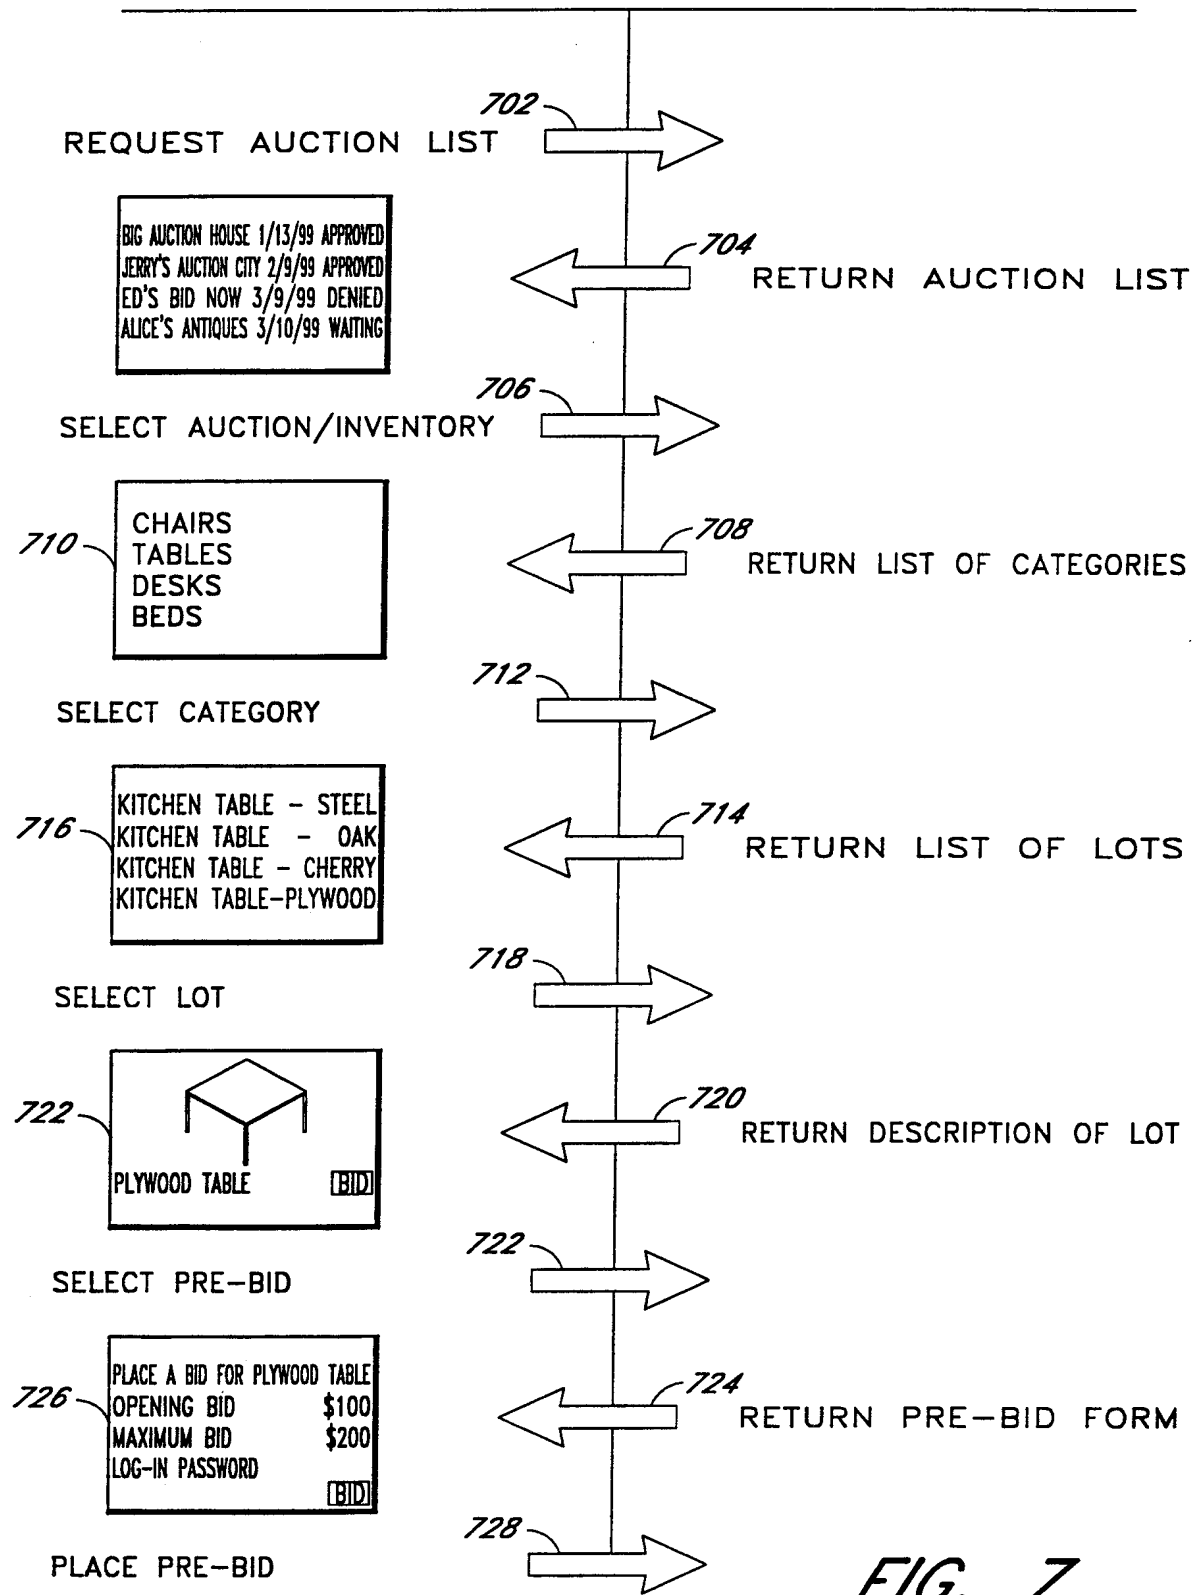 702
REQUEST AUCTION LIST
BIG AUCTION HOUSE 1/13/99 APPROVED
JERRY'S AUCTION CITY 2/9/99 APPROVED
ED'S BID NOW 3/9/99 DENIED
ALICE'S ANTIQUES 3/10/99 WAITING
704
RETURN AUCTION LIST
706
SELECT AUCTION/INVENTORY
710
CHAIRS
TABLES
DESKS
BEDS
708
RETURN LIST OF CATEGORIES
712
SELECT CATEGORY
716
KITCHEN TABLE – STEEL
KITCHEN TABLE – OAK
KITCHEN TABLE – CHERRY
KITCHEN TABLE–PLYWOOD
714
RETURN LIST OF LOTS
718
SELECT LOT
722
PLYWOOD TABLE BID
720
RETURN DESCRIPTION OF LOT
722
SELECT PRE–BID
726
PLACE A BID FOR PLYWOOD TABLE
OPENING BID $100
MAXIMUM BID $200
LOG–IN PASSWORD
BID
724
RETURN PRE–BID FORM
728
PLACE PRE–BID
FIG. 7